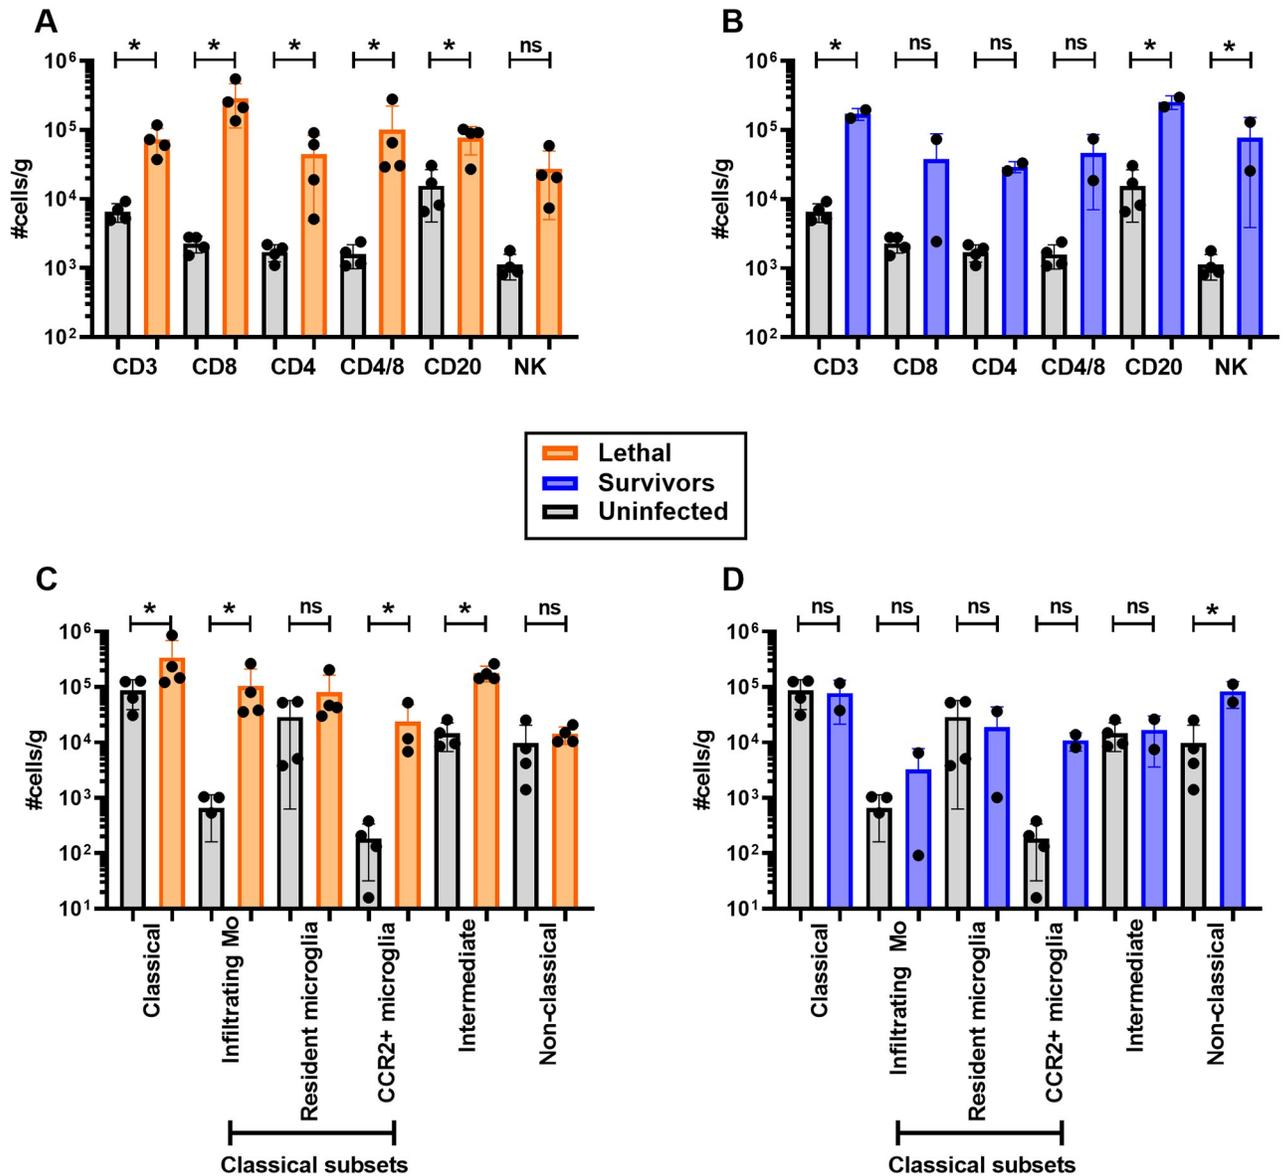 A
* * * * * ns
#cells/g
10⁶
10⁵
10⁴
10³
10²
CD3 CD8 CD4 CD4/8 CD20 NK
B
* ns ns ns * *
#cells/g
10⁶
10⁵
10⁴
10³
10²
CD3 CD8 CD4 CD4/8 CD20 NK
Lethal
Survivors
Uninfected
C
* * ns * * ns
#cells/g
10⁶
10⁵
10⁴
10³
10²
10¹
Classical
Infiltrating Mo
Resident microglia
CCR2+ microglia
Intermediate
Non-classical
Classical subsets
D
ns ns ns ns ns *
#cells/g
10⁶
10⁵
10⁴
10³
10²
10¹
Classical
Infiltrating Mo
Resident microglia
CCR2+ microglia
Intermediate
Non-classical
Classical subsets